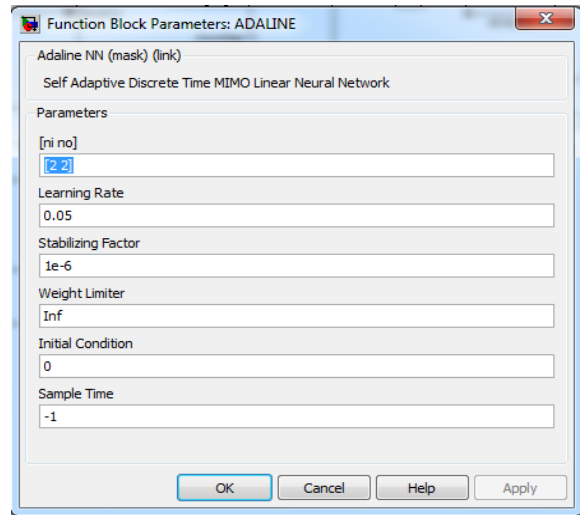 Function Block Parameters: ADALINE
Adaline NN (mask) (link)
Self Adaptive Discrete Time MIMO Linear Neural Network
Parameters
[ni no]
[2 2]
Learning Rate
0.05
Stabilizing Factor
1e-6
Weight Limiter
Inf
Initial Condition
0
Sample Time
-1
OK Cancel Help Apply